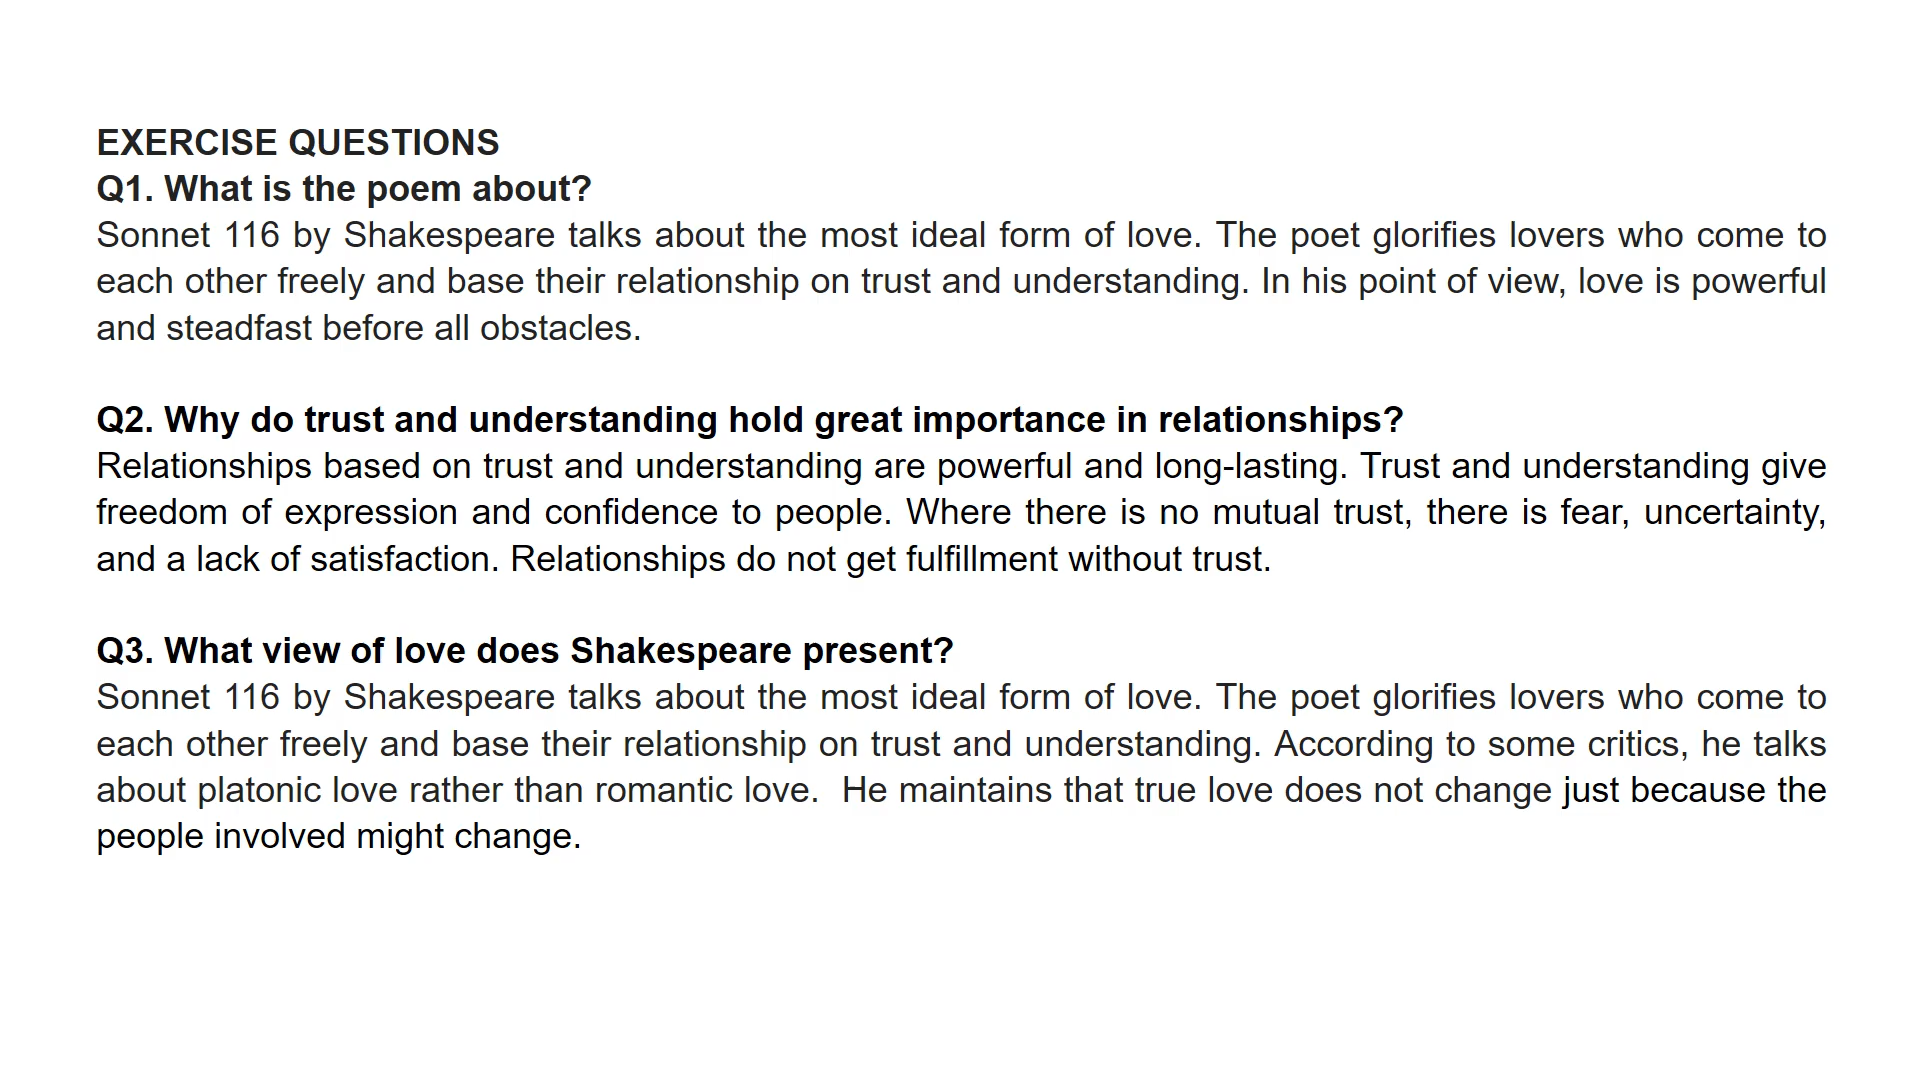 EXERCISE QUESTIONS
Q1. What is the poem about?
Sonnet 116 by Shakespeare talks about the most ideal form of love. The poet glorifies lovers who come to
each other freely and base their relationship on trust and understanding. In his point of view, love is powerful
and steadfast before all obstacles.
Q2. Why do trust and understanding hold great importance in relationships?
Relationships based on trust and understanding are powerful and long-lasting. Trust and understanding give
freedom of expression and confidence to people. Where there is no mutual trust, there is fear, uncertainty,
and a lack of satisfaction. Relationships do not get fulfillment without trust.
Q3. What view of love does Shakespeare present?
Sonnet 116 by Shakespeare talks about the most ideal form of love. The poet glorifies lovers who come to
each other freely and base their relationship on trust and understanding. According to some critics, he talks
about platonic love rather than romantic love.  He maintains that true love does not change just because the
people involved might change.